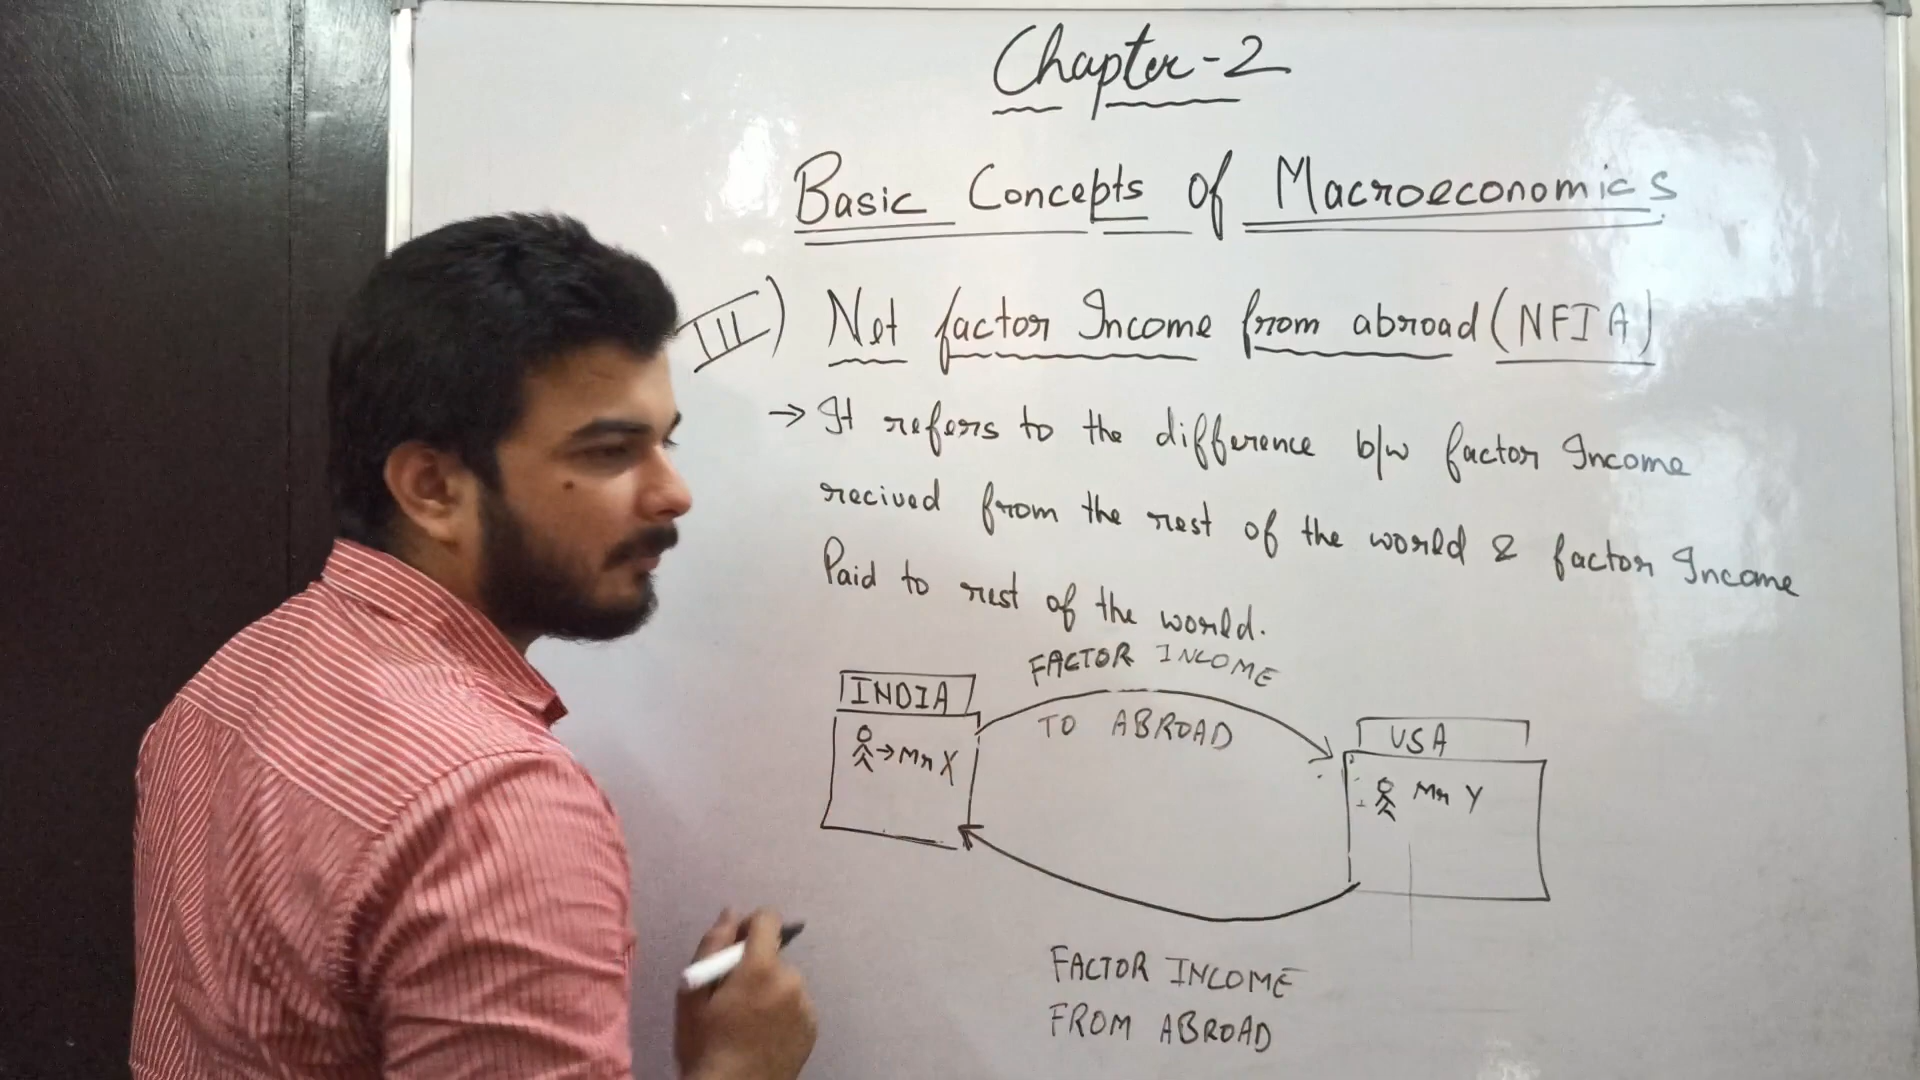 Chapter-2
Basic Concepts of Macroeconomics
III) Net factor Income from abroad (NFIA)
→ It refers to the difference b/w factor Income
recived from the rest of the world & factor Income
Paid to rest of the world.
FACTOR INCOME
TO ABROAD
INDIA
→ Mr X
USA
Mr Y
FACTOR INCOME
FROM ABROAD